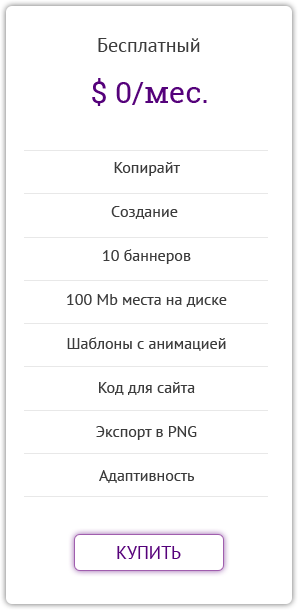 Бесплатный
$ 0/мес.
Копирайт
Создание
10 баннеров
100 Mb места на диске
Шаблоны с анимацией
Код для сайта
Экспорт в PNG
Адаптивность
КУПИТЬ